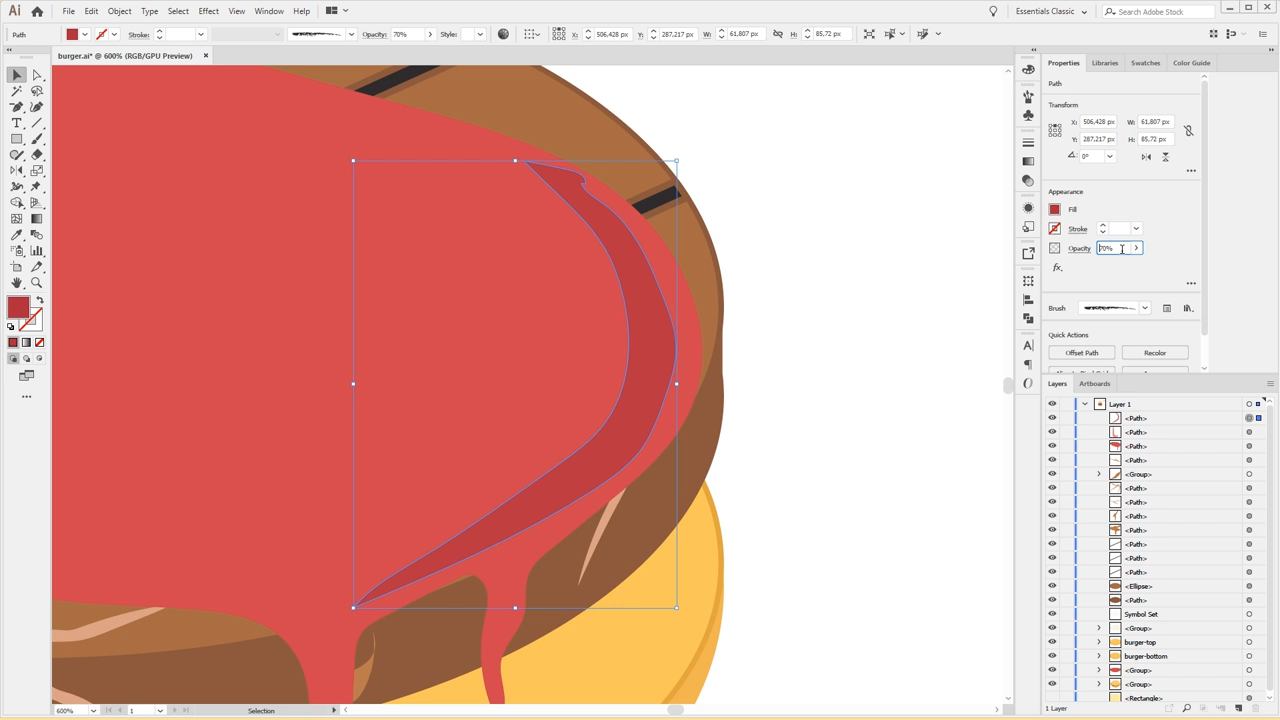 Ai File Edit Object Type Select Effect View Window Help Essentials Classic Search Adobe Stock
Path Stroke: Opacity: 70% Style: X: 506,428 px Y: 287,217 px W: 61,807 px H: 85,72 px
burger.ai* @ 600% (RGB/GPU Preview) ×
Properties Libraries Swatches Color Guide
Path
Transform
X: 506,428 px W: 61,807 px
Y: 287,217 px H: 85,72 px
0°
Appearance
Fill
Stroke
Opacity 70%
fx.
Brush
Quick Actions
Offset Path Recolor
Layers Artboards
Layer 1
<Path>
<Path>
<Path>
<Path>
<Group>
<Path>
<Path>
<Path>
<Path>
<Path>
<Path>
<Path>
<Ellipse>
<Path>
Symbol Set
<Group>
burger-top
burger-bottom
<Group>
<Group>
<Rectangle>
1 Layer
600% 1 Selection